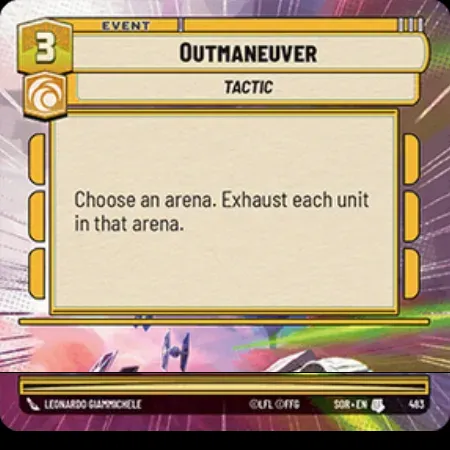 EVENT
3
OUTMANEUVER
TACTIC
Choose an arena. Exhaust each unit
in that arena.
LEONARDO GIAMMICHELE ©LFL ©FFG SOR • EN 483